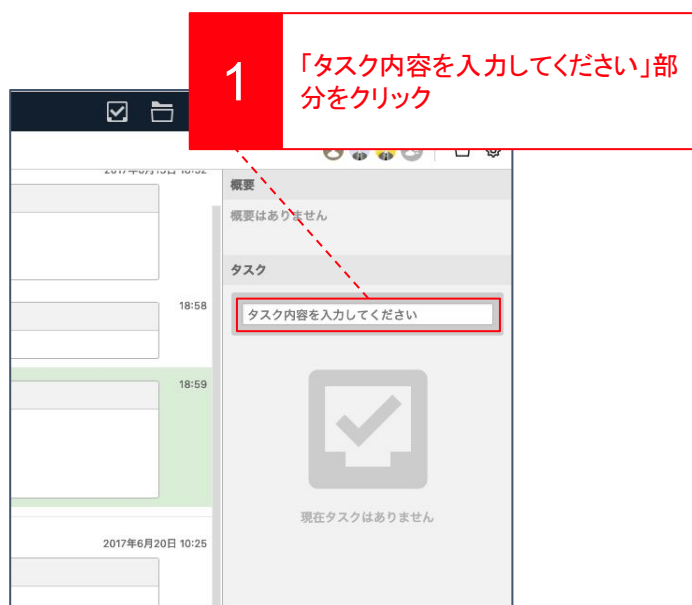 1
「タスク内容を入力してください」部
分をクリック
概要
概要はありません
タスク
18:58
タスク内容を入力してください
18:59
現在タスクはありません
2017年6月20日 10:25